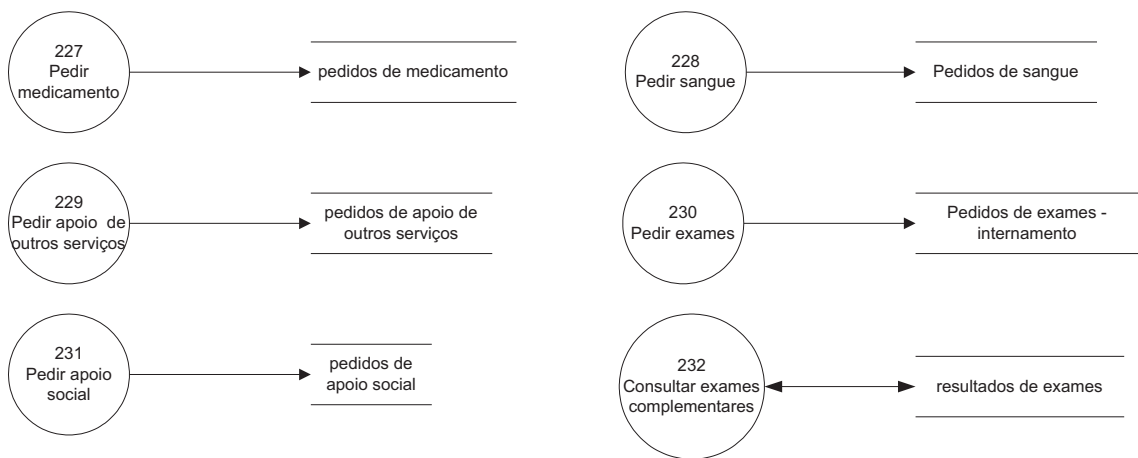 227
Pedir
medicamento
pedidos de medicamento
228
Pedir sangue
Pedidos de sangue
229
Pedir apoio de
outros serviços
pedidos de apoio de
outros serviços
230
Pedir exames
Pedidos de exames -
internamento
231
Pedir apoio
social
pedidos de
apoio social
232
Consultar exames
complementares
resultados de exames